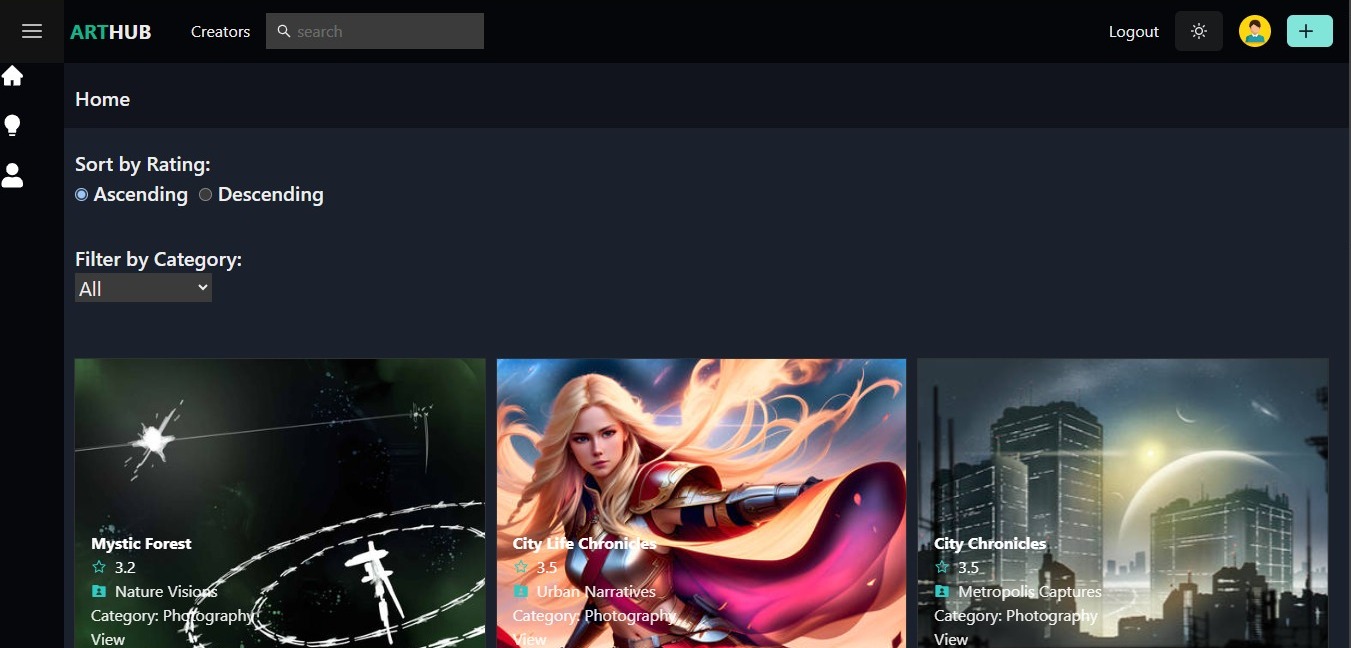 ARTHUB Creators search Logout
Home
Sort by Rating:
Ascending Descending
Filter by Category:
All
Mystic Forest
3.2
Nature Visions
Category: Photography
View
City Life Chronicles
3.5
Urban Narratives
Category: Photography
View
City Chronicles
3.5
Metropolis Captures
Category: Photography
View